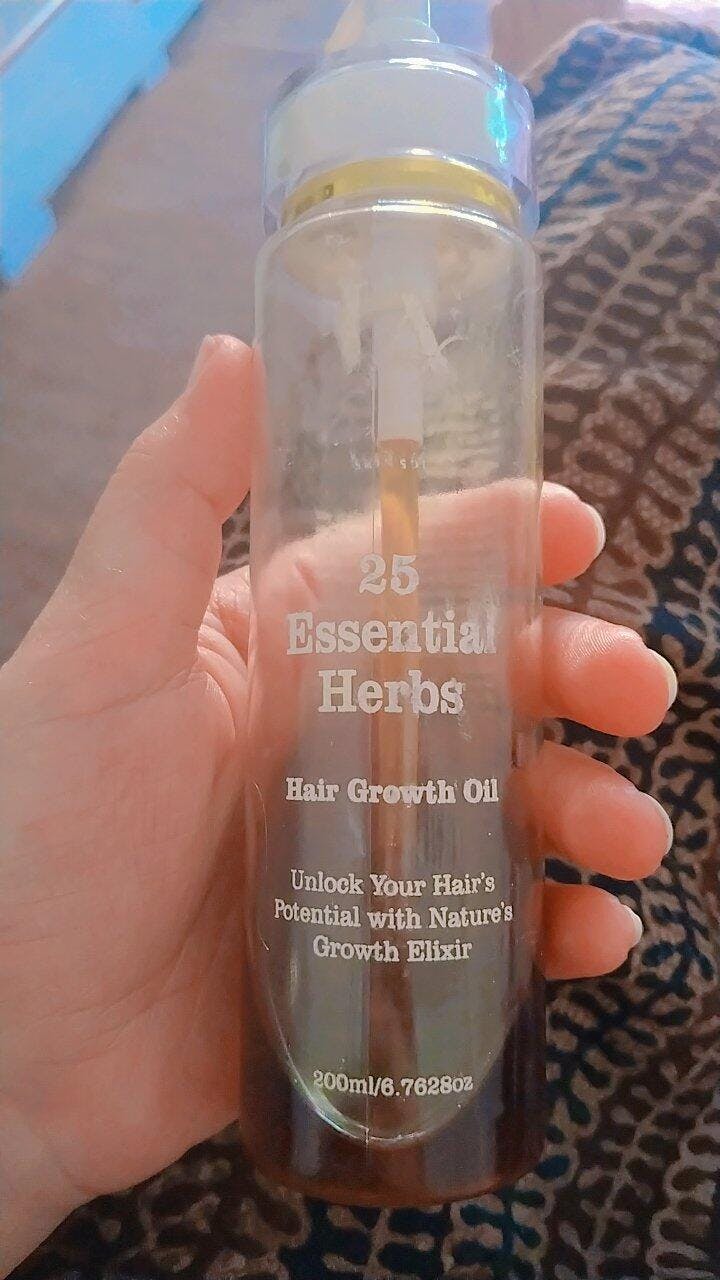 25
Essential
Herbs
Hair Growth Oil
Unlock Your Hair's
Potential with Nature's
Growth Elixir
200ml/6.7628oz